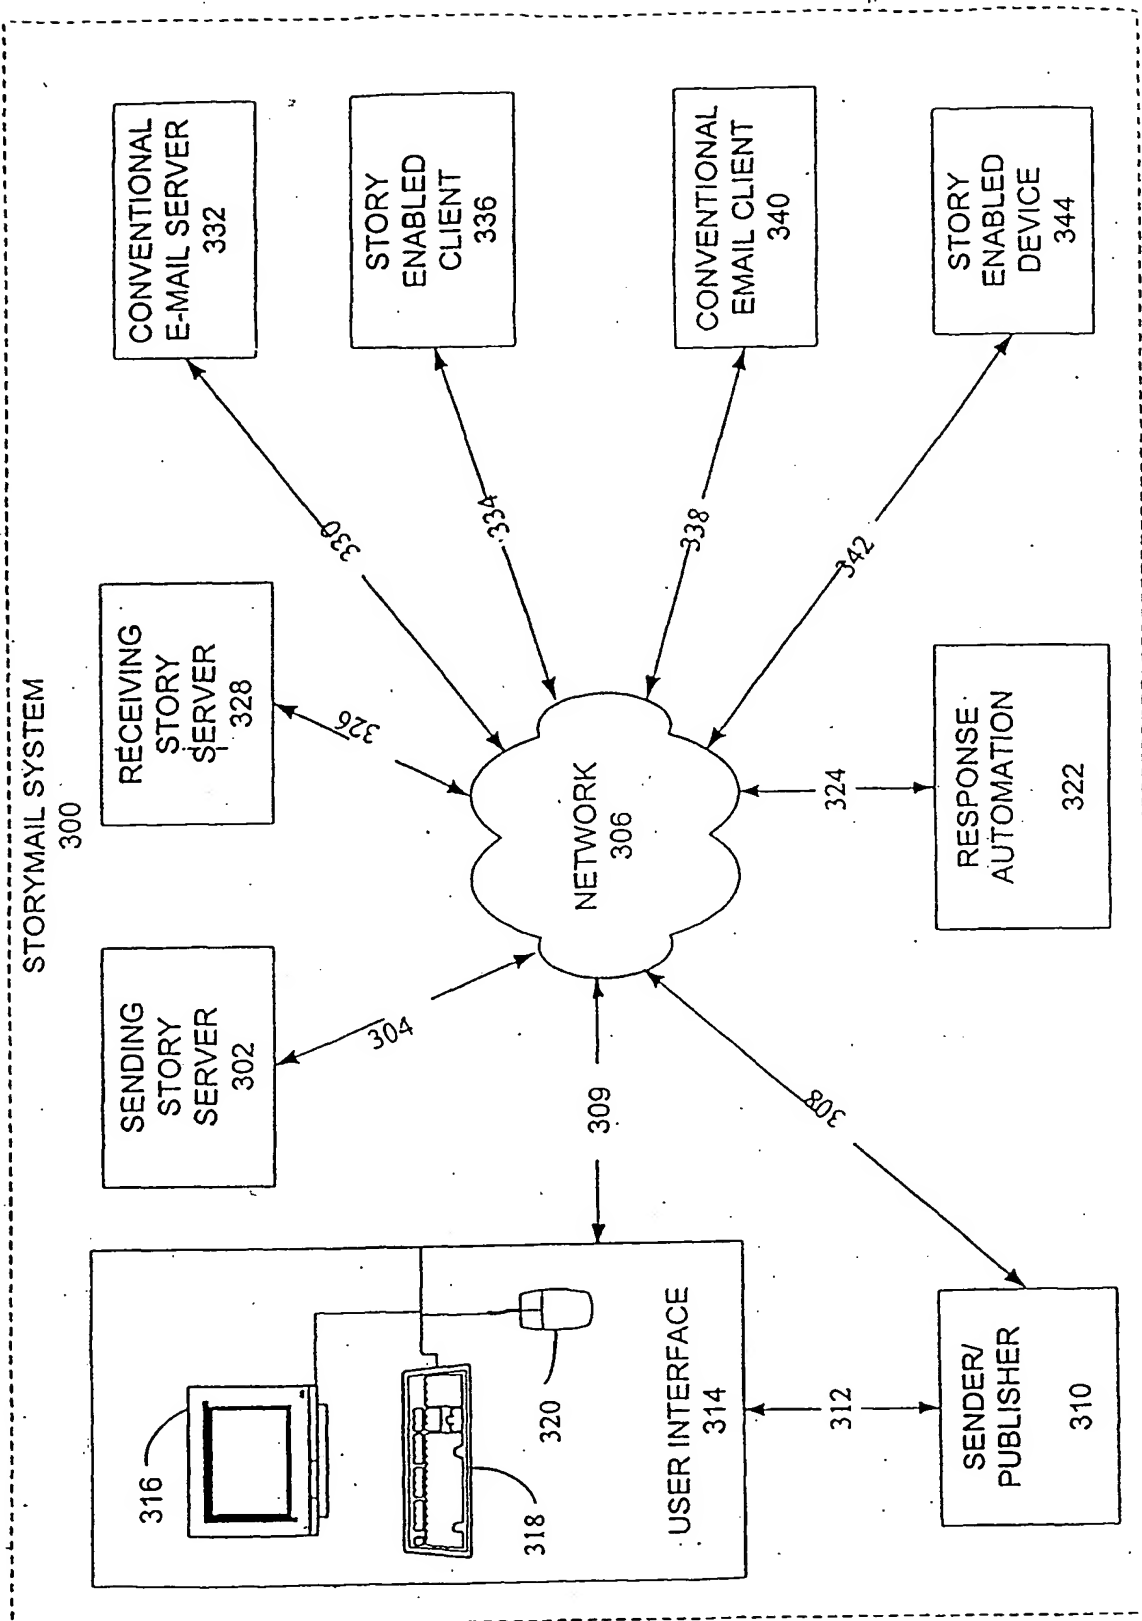 STORYMAIL SYSTEM
300
316
318
320
USER INTERFACE
314
312
SENDER/
PUBLISHER
310
SENDING
STORY
SERVER
302
304
309
308
RECEIVING
STORY
SERVER
328
326
NETWORK
306
324
RESPONSE
AUTOMATION
322
330
334
338
342
CONVENTIONAL
E-MAIL SERVER
332
STORY
ENABLED
CLIENT
336
CONVENTIONAL
EMAIL CLIENT
340
STORY
ENABLED
DEVICE
344